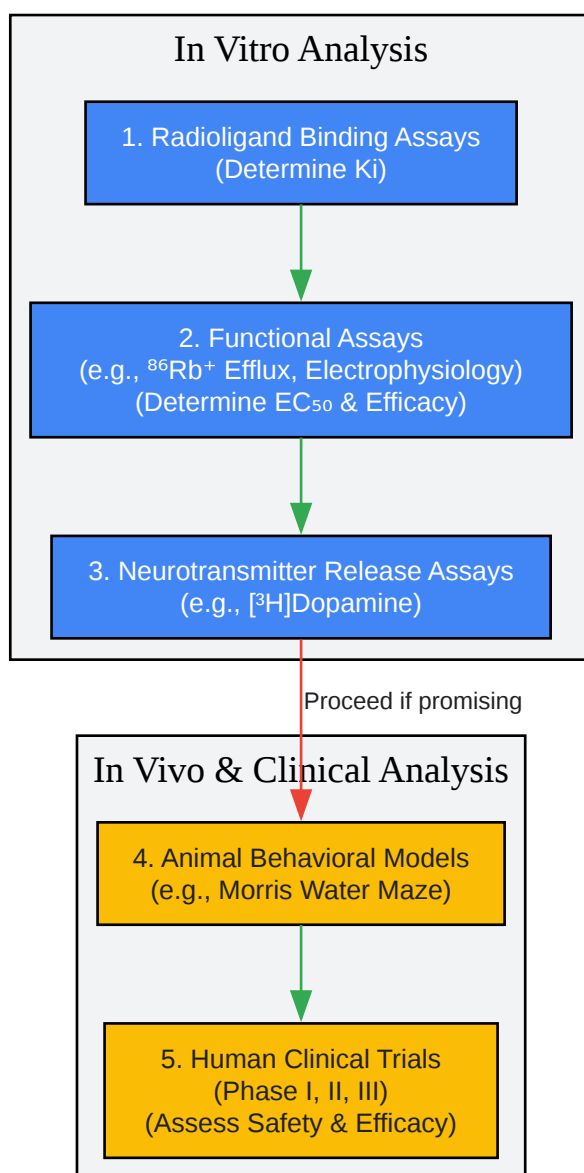 In Vitro Analysis
1. Radioligand Binding Assays
(Determine Ki)
2. Functional Assays
(e.g., ⁸⁶Rb⁺ Efflux, Electrophysiology)
(Determine EC₅₀ & Efficacy)
3. Neurotransmitter Release Assays
(e.g., [³H]Dopamine)
Proceed if promising
In Vivo & Clinical Analysis
4. Animal Behavioral Models
(e.g., Morris Water Maze)
5. Human Clinical Trials
(Phase I, II, III)
(Assess Safety & Efficacy)